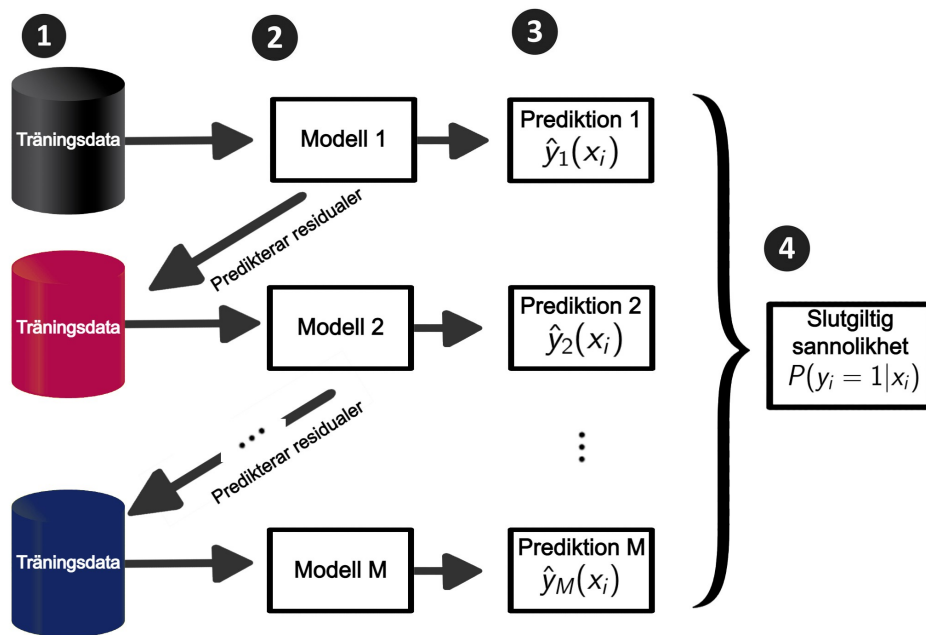 1
2
3
Träningsdata
Modell 1
Prediktion 1
ŷ₁(xᵢ)
Predikterar residualer
4
Träningsdata
Modell 2
Prediktion 2
ŷ₂(xᵢ)
Slutgiltig
sannolikhet
P(yᵢ = 1|xᵢ)
...
Predikterar residualer
⋮
Träningsdata
Modell M
Prediktion M
ŷ_M(xᵢ)